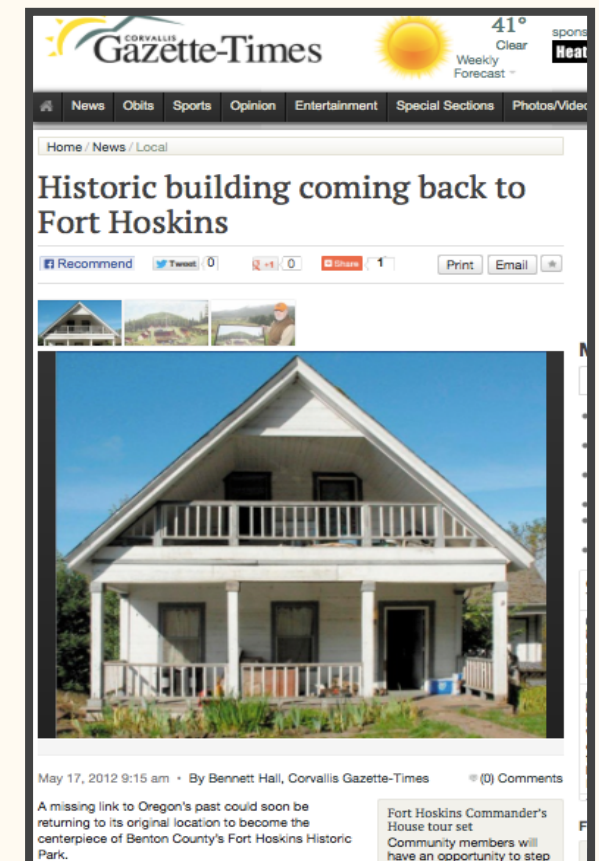 CORVALLIS
Gazette-Times
41°
Clear
Weekly
Forecast
spons
Heat
News Obits Sports Opinion Entertainment Special Sections Photos/Video
Home / News / Local
Historic building coming back to
Fort Hoskins
Recommend Tweet 0 +1 0 Share 1 Print Email
May 17, 2012 9:15 am • By Bennett Hall, Corvallis Gazette-Times (0) Comments
A missing link to Oregon's past could soon be
returning to its original location to become the
centerpiece of Benton County's Fort Hoskins Historic
Park.
Fort Hoskins Commander's
House tour set
Community members will
have an opportunity to step